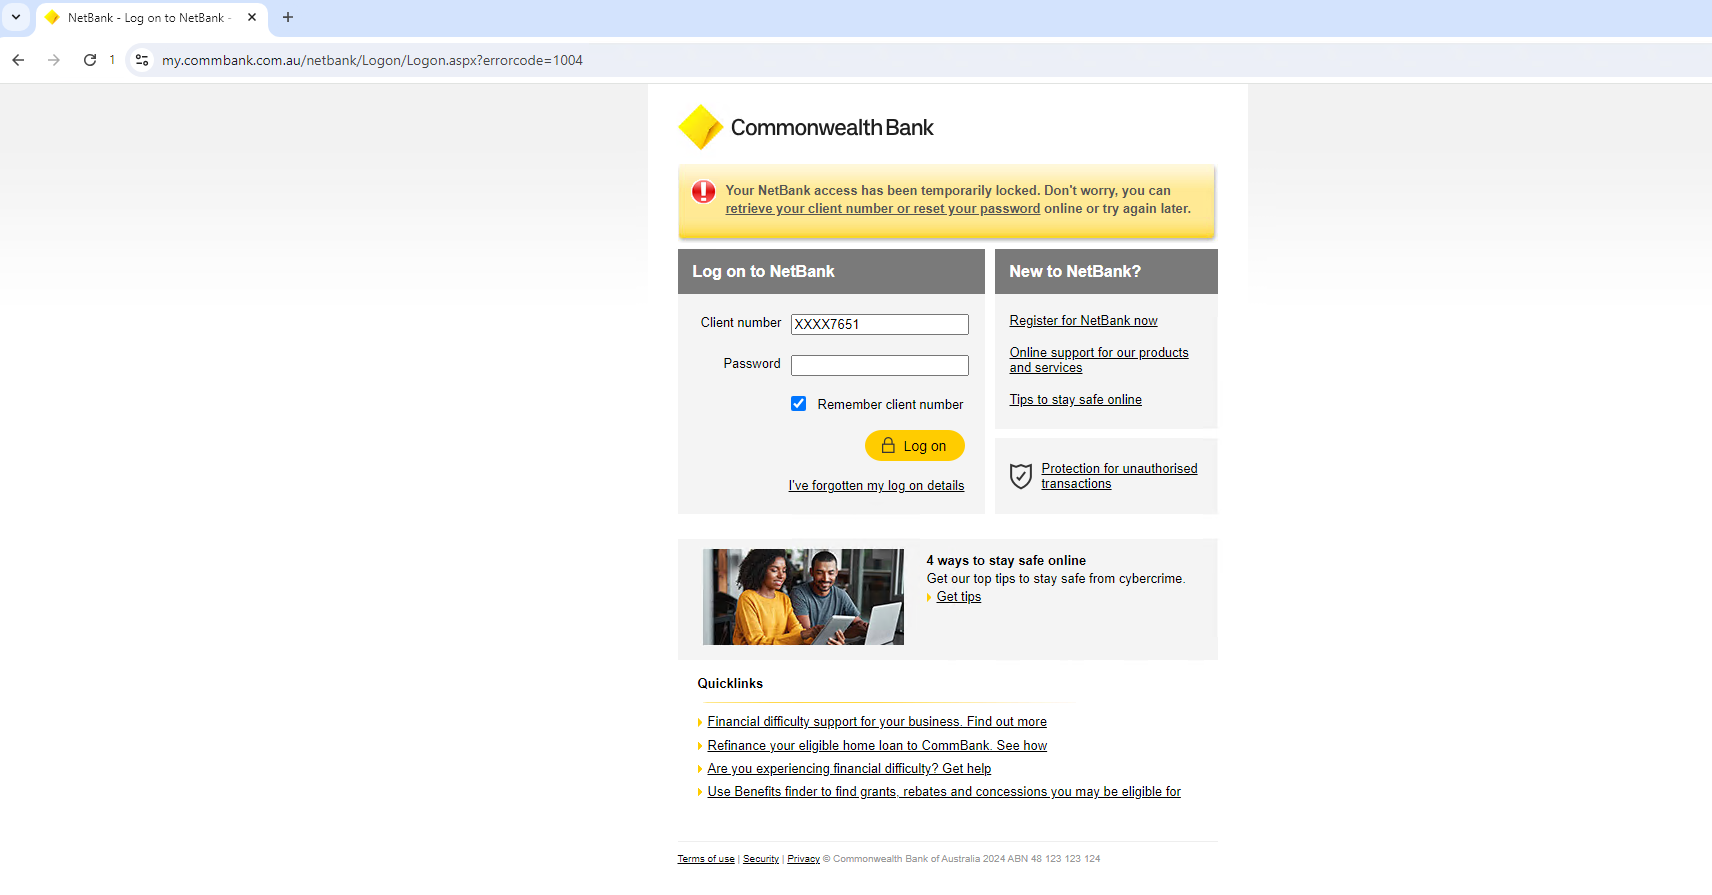 NetBank - Log on to NetBank -
1
my.commbank.com.au/netbank/Logon/Logon.aspx?errorcode=1004
CommonwealthBank
Your NetBank access has been temporarily locked. Don't worry, you can
retrieve your client number or reset your password online or try again later.
Log on to NetBank
Client number XXXX7651
Password
Remember client number
Log on
I've forgotten my log on details
New to NetBank?
Register for NetBank now
Online support for our products
and services
Tips to stay safe online
Protection for unauthorised
transactions
4 ways to stay safe online
Get our top tips to stay safe from cybercrime.
Get tips
Quicklinks
Financial difficulty support for your business. Find out more
Refinance your eligible home loan to CommBank. See how
Are you experiencing financial difficulty? Get help
Use Benefits finder to find grants, rebates and concessions you may be eligible for
Terms of use | Security | Privacy © Commonwealth Bank of Australia 2024 ABN 48 123 123 124